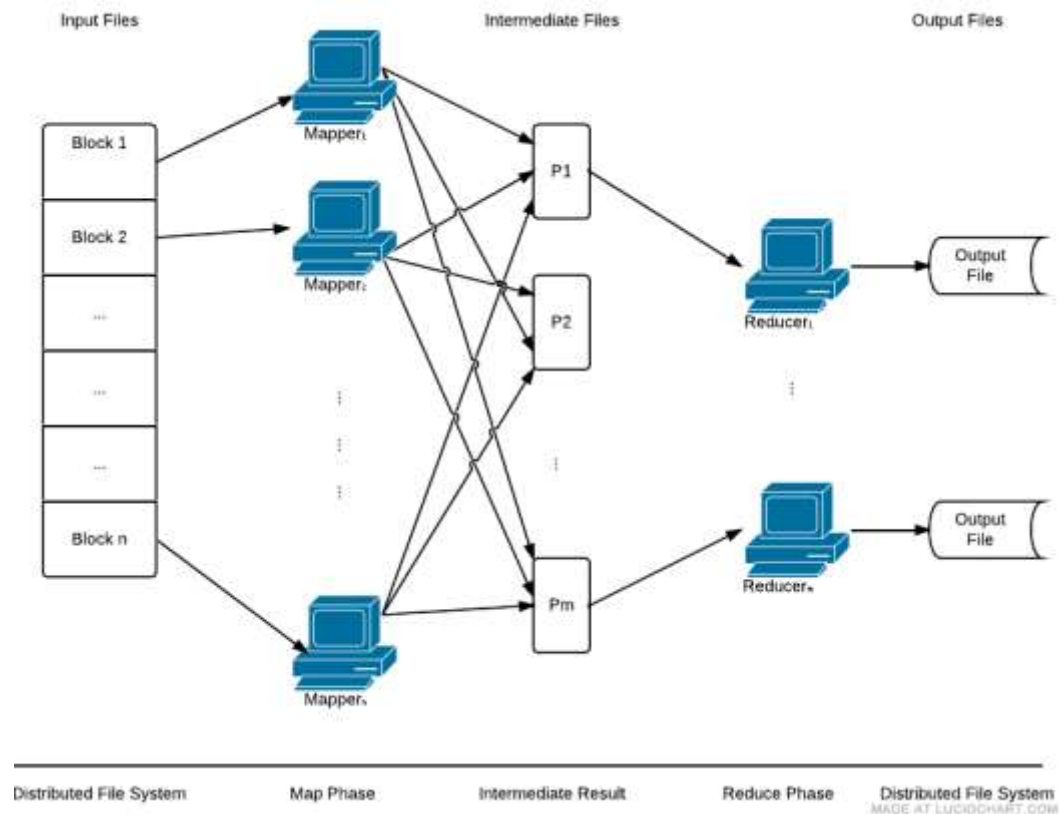 Input Files
Intermediate Files
Output Files
Block 1
Block 2
...
...
...
Block n
Mapper₁
Mapper₂
⋮
⋮
⋮
Mapperₙ
P1
P2
⋮
Pm
Reducer₁
⋮
Reducer
Output
File
Output
File
Distributed File System
Map Phase
Intermediate Result
Reduce Phase
Distributed File System
MADE AT LUCIDCHART.COM